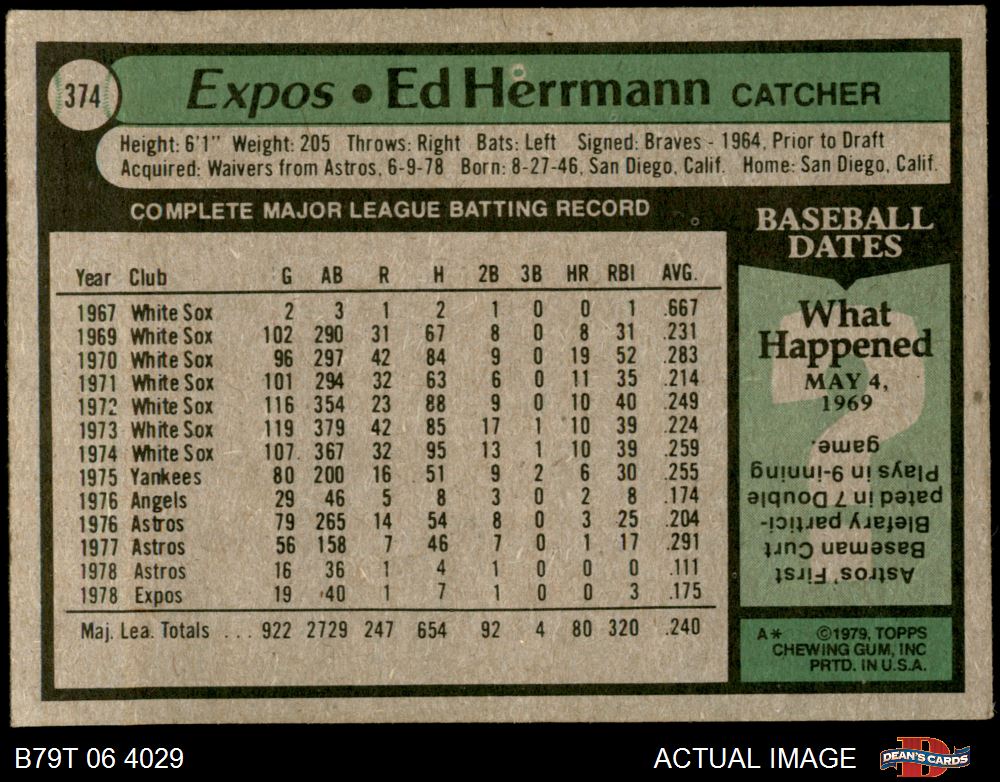 374
Expos • Ed Herrmann CATCHER
Height: 6'1" Weight: 205 Throws: Right Bats: Left Signed: Braves - 1964, Prior to Draft
Acquired: Waivers from Astros, 6-9-78 Born: 8-27-46, San Diego, Calif. Home: San Diego, Calif.
COMPLETE MAJOR LEAGUE BATTING RECORD
Year Club G AB R H 2B 3B HR RBI AVG.
1967 White Sox 2 3 1 2 1 0 0 1 .667
1969 White Sox 102 290 31 67 8 0 8 31 .231
1970 White Sox 96 297 42 84 9 0 19 52 .283
1971 White Sox 101 294 32 63 6 0 11 35 .214
1972 White Sox 116 354 23 88 9 0 10 40 .249
1973 White Sox 119 379 42 85 17 1 10 39 .224
1974 White Sox 107 367 32 95 13 1 10 39 .259
1975 Yankees 80 200 16 51 9 2 6 30 .255
1976 Angels 29 46 5 8 3 0 2 8 .174
1976 Astros 79 265 14 54 8 0 3 25 .204
1977 Astros 56 158 7 46 7 0 1 17 .291
1978 Astros 16 36 1 4 1 0 0 0 .111
1978 Expos 19 40 1 7 1 0 0 3 .175
Maj. Lea. Totals ... 922 2729 247 654 92 4 80 320 .240
BASEBALL
DATES
What
Happened
MAY 4,
1969
?
Astros' First
Baseman Curt
Blefary partici-
pated in 7 Double
Plays in 9-inning
game.
A* ©1979, TOPPS
CHEWING GUM, INC
PRTD. IN U.S.A.
B79T 06 4029
ACTUAL IMAGE
DEAN'S CARDS